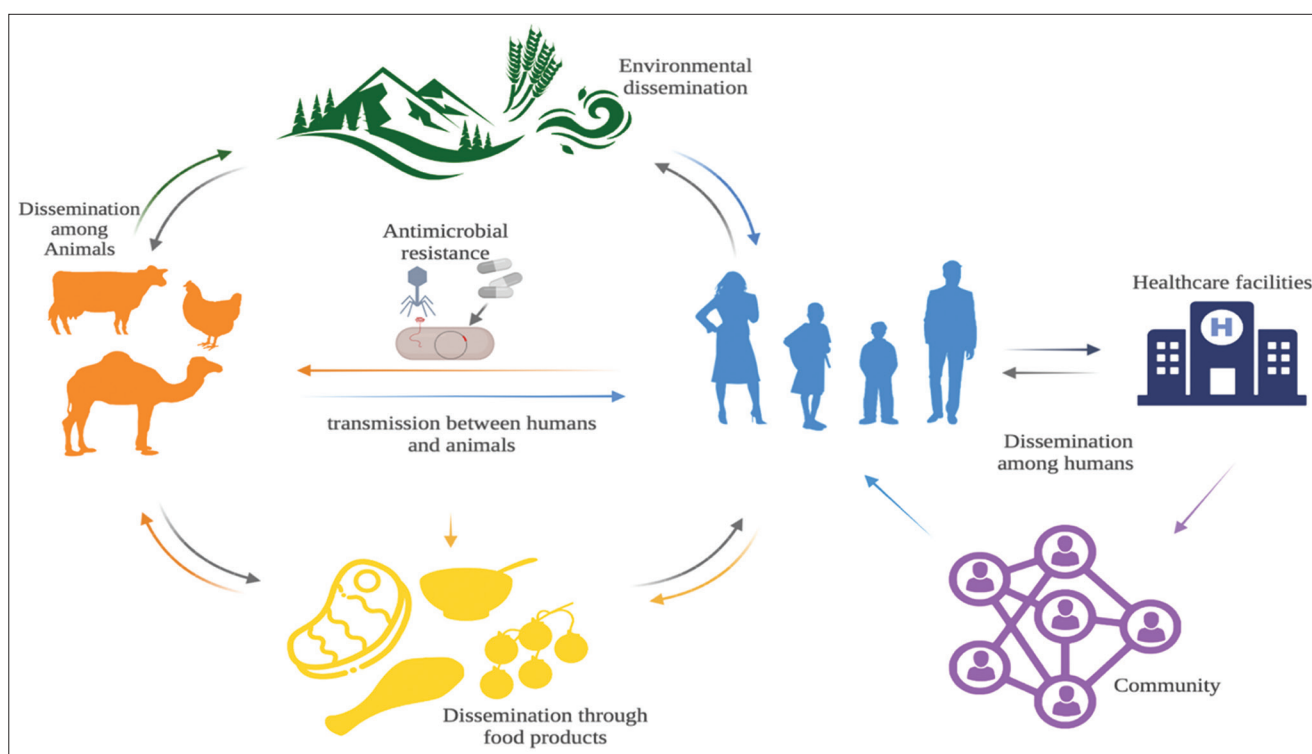 Environmental
dissemination
Dissemination
among
Animals
Antimicrobial
resistance
Healthcare facilities
H
transmission between humans
and animals
Dissemination
among humans
Community
Dissemination through
food products